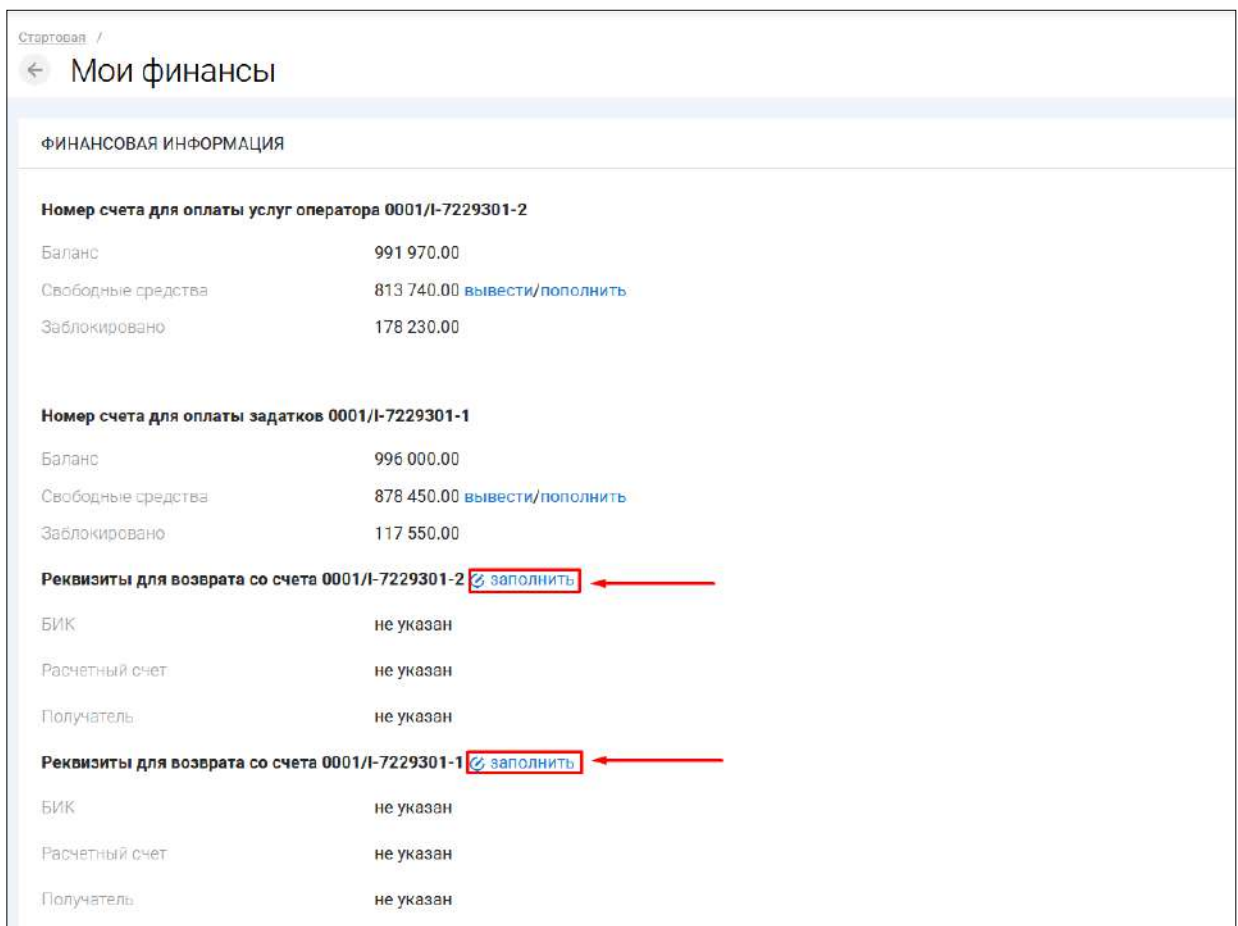 Стартовая /
Мои финансы
ФИНАНСОВАЯ ИНФОРМАЦИЯ
Номер счета для оплаты услуг оператора 0001/I-7229301-2
Баланс 991 970.00
Свободные средства 813 740.00 вывести/пополнить
Заблокировано 178 230.00
Номер счета для оплаты задатков 0001/I-7229301-1
Баланс 996 000.00
Свободные средства 878 450.00 вывести/пополнить
Заблокировано 117 550.00
Реквизиты для возврата со счета 0001/I-7229301-2 заполнить
БИК не указан
Расчетный счет не указан
Получатель не указан
Реквизиты для возврата со счета 0001/I-7229301-1 заполнить
БИК не указан
Расчетный счет не указан
Получатель не указан